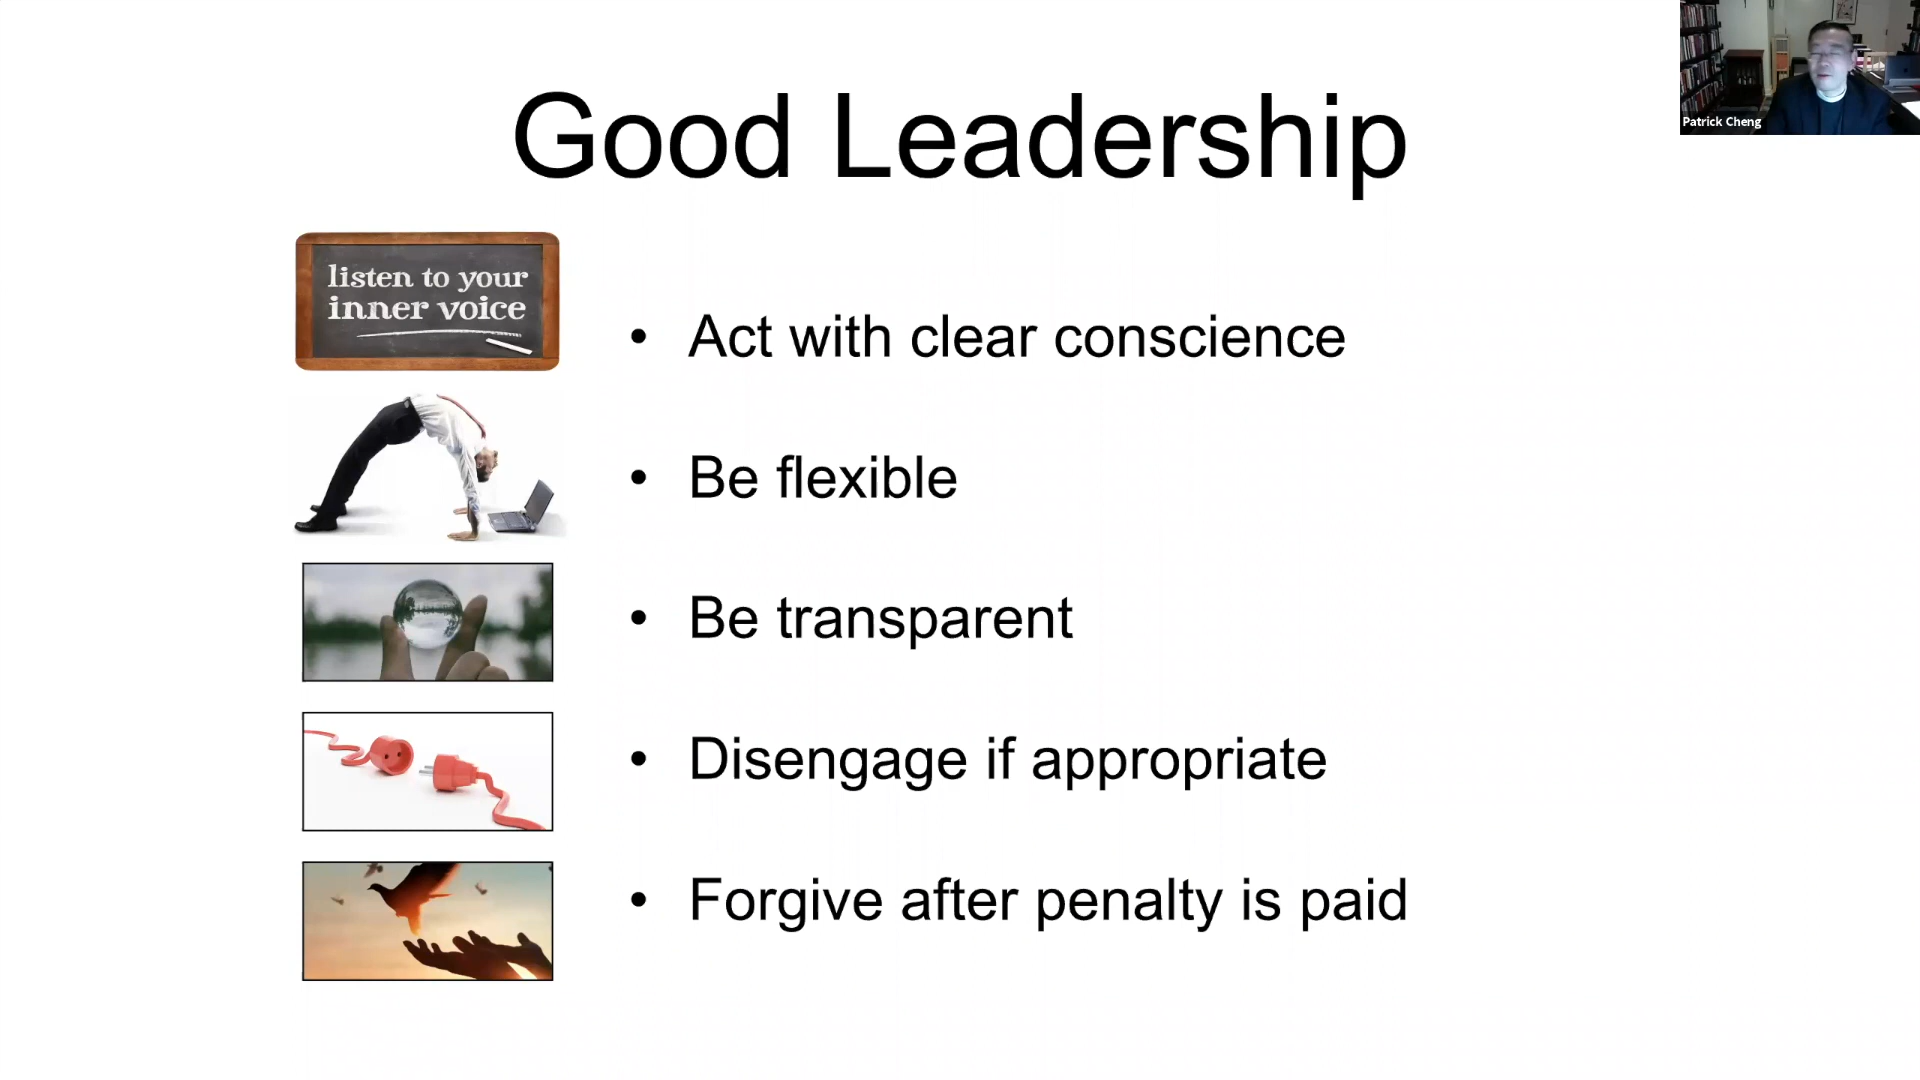 Good Leadership
Patrick Cheng
listen to your
inner voice
• Act with clear conscience
• Be flexible
• Be transparent
• Disengage if appropriate
• Forgive after penalty is paid